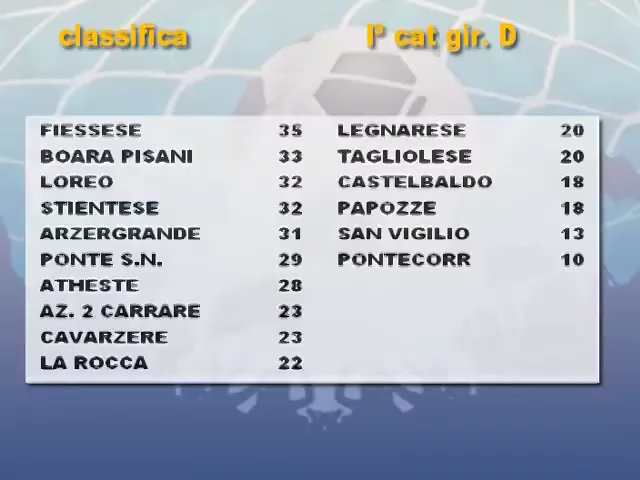 classifica
I° cat gir. D
FIESSESE 35
BOARA PISANI 33
LOREO 32
STIENTESE 32
ARZERGRANDE 31
PONTE S.N. 29
ATHESTE 28
AZ. 2 CARRARE 23
CAVARZERE 23
LA ROCCA 22
LEGNARESE 20
TAGLIOLESE 20
CASTELBALDO 18
PAPOZZE 18
SAN VIGILIO 13
PONTECORR 10